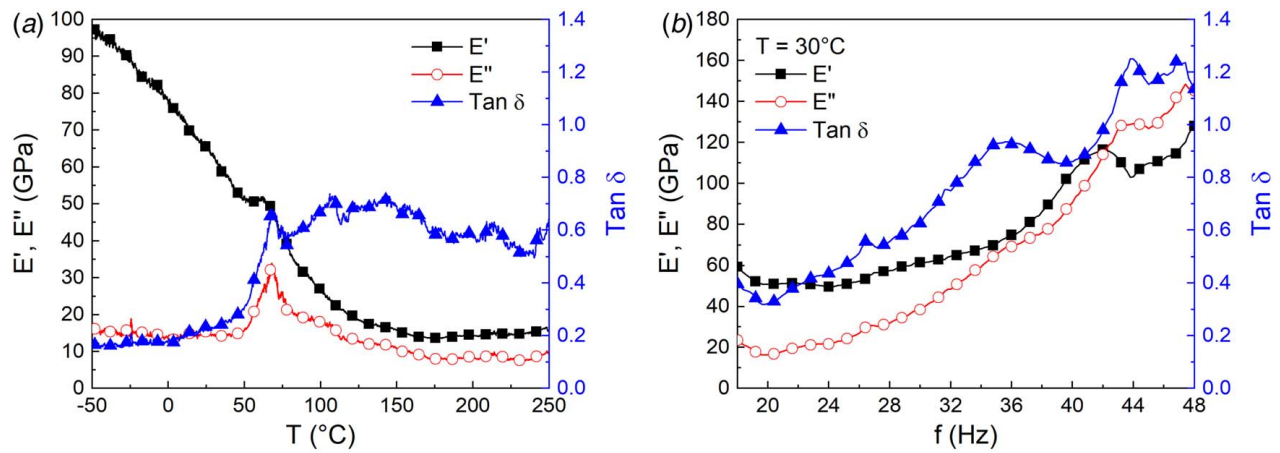 (a)
E', E'' (GPa)
100
90
80
70
60
50
40
30
20
10
0
-50 0 50 100 150 200 250
T (°C)
1.4
1.2
1.0
0.8
0.6
0.4
0.2
0.0
Tan δ
E'
E''
Tan δ
(b)
E', E'' (GPa)
180
160
140
120
100
80
60
40
20
0
20 24 28 32 36 40 44 48
f (Hz)
1.4
1.2
1.0
0.8
0.6
0.4
0.2
0.0
Tan δ
T = 30°C
E'
E''
Tan δ